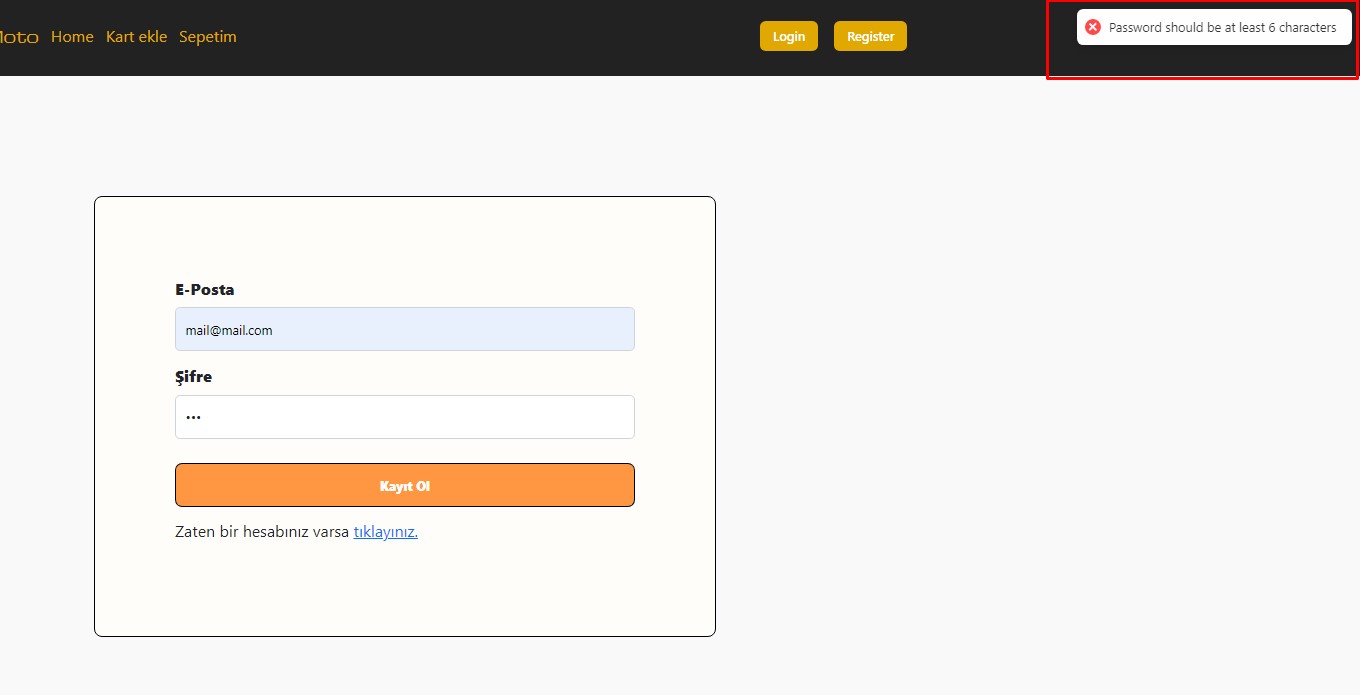 Home Kart ekle Sepetim Login Register
Password should be at least 6 characters
E-Posta
mail@mail.com
Şifre
Kayıt Ol
Zaten bir hesabınız varsa tıklayınız.